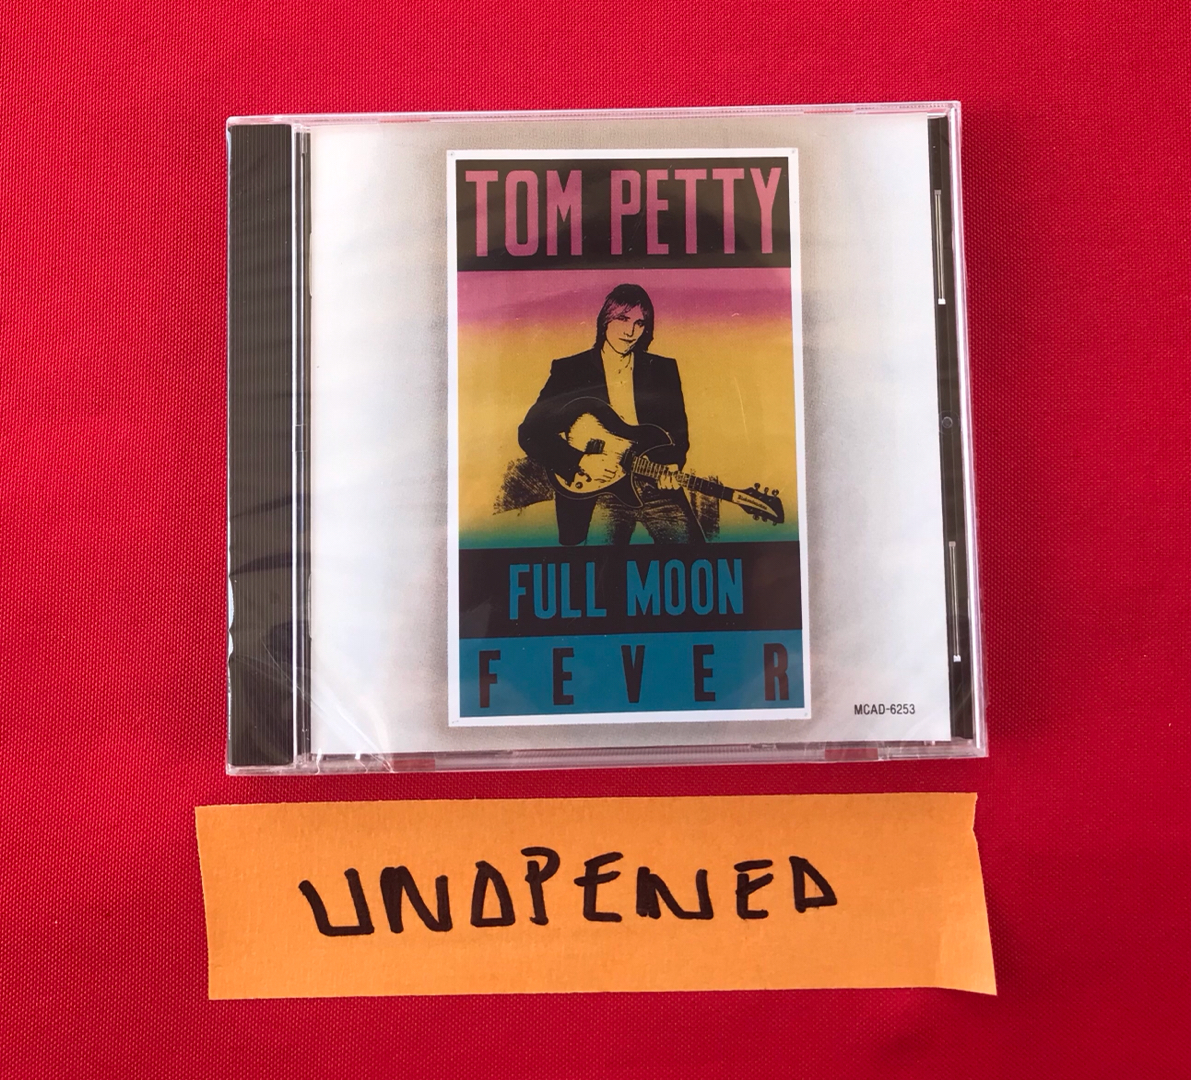 TOM PETTY
FULL MOON
FEVER
MCAD-6253
UNOPENED